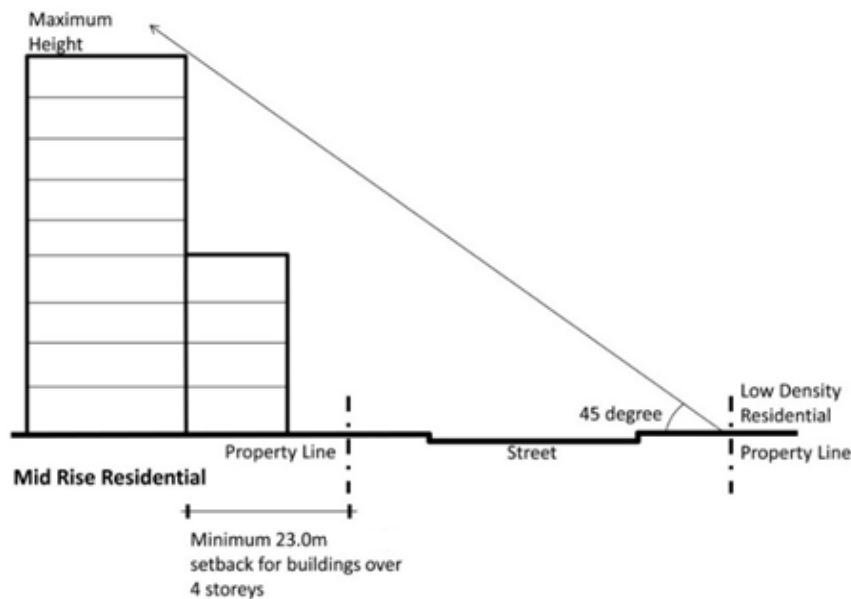 Maximum
Height
45 degree
Low Density
Residential
Property Line
Street
Property Line
Mid Rise Residential
Minimum 23.0m
setback for buildings over
4 storeys